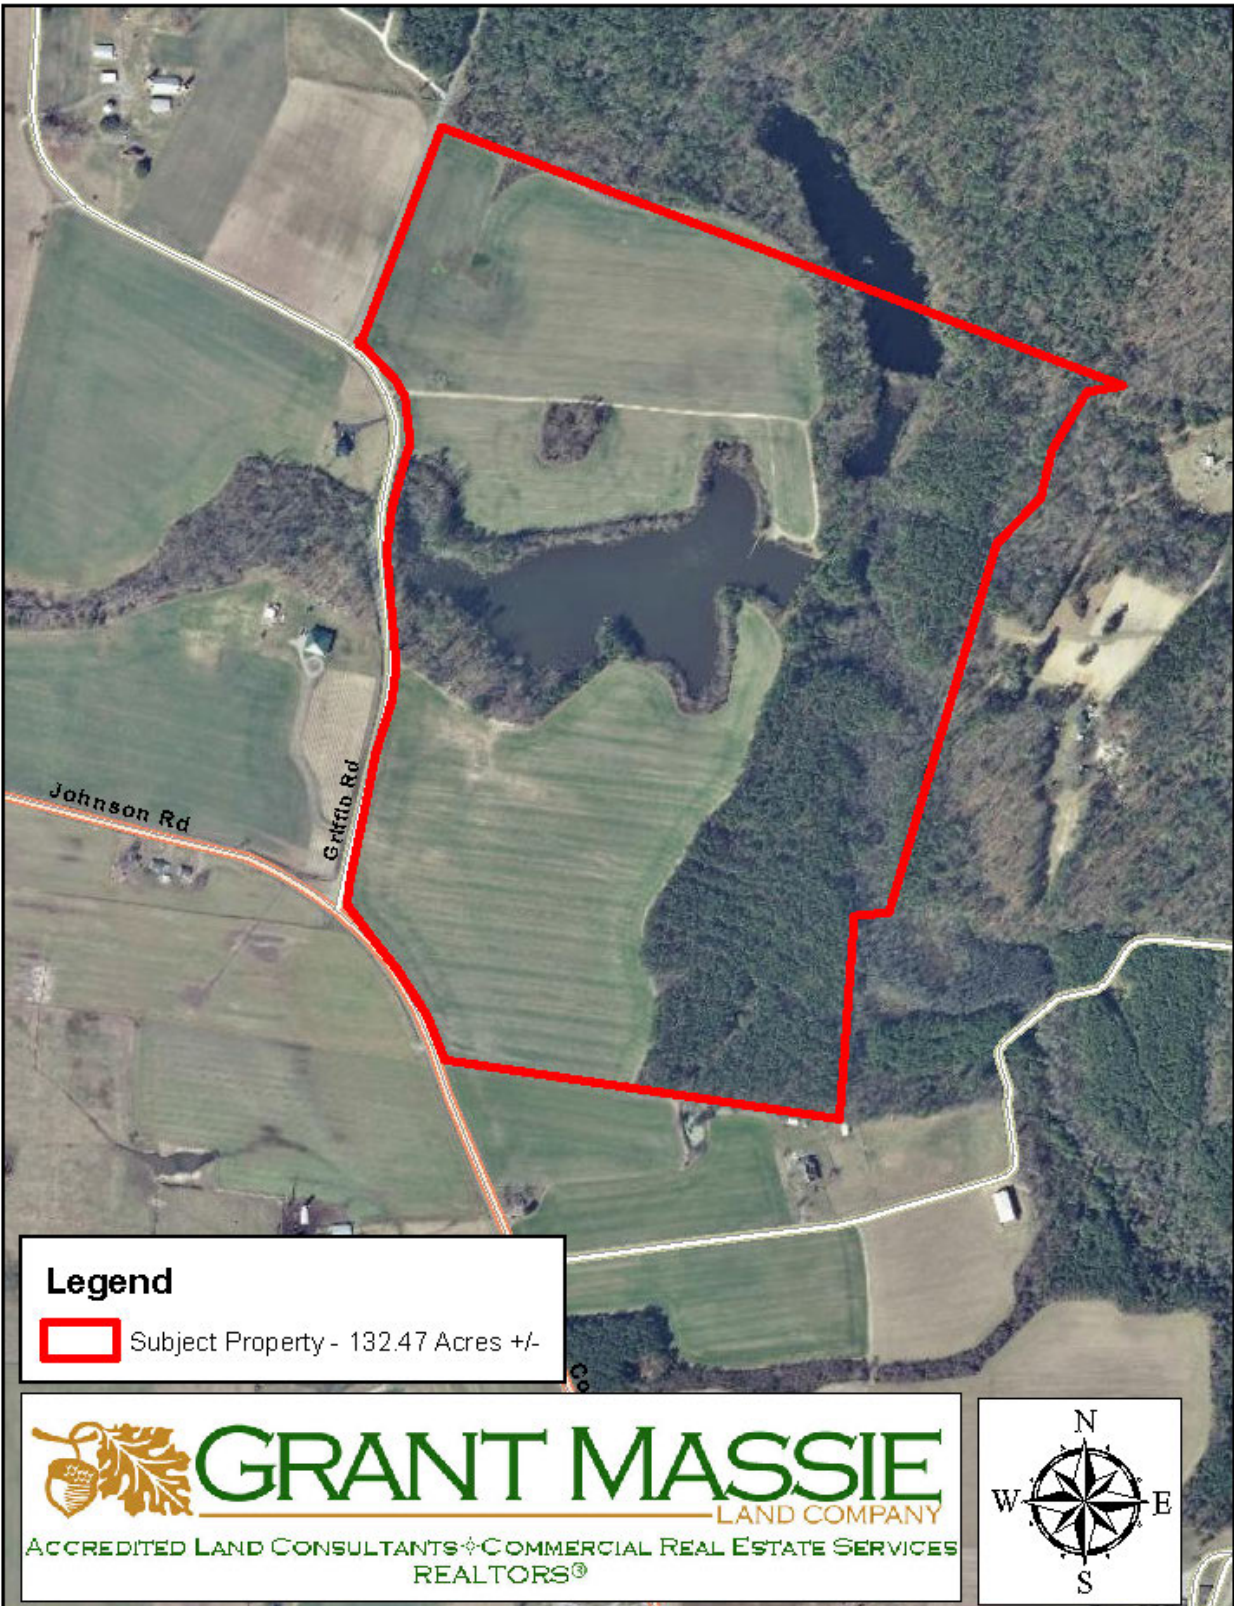 Johnson Rd
Griffin Rd
Co
Legend
Subject Property - 132.47 Acres +/-
GRANT MASSIE
LAND COMPANY
ACCREDITED LAND CONSULTANTS✧COMMERCIAL REAL ESTATE SERVICES
REALTORS®
N
W
E
S